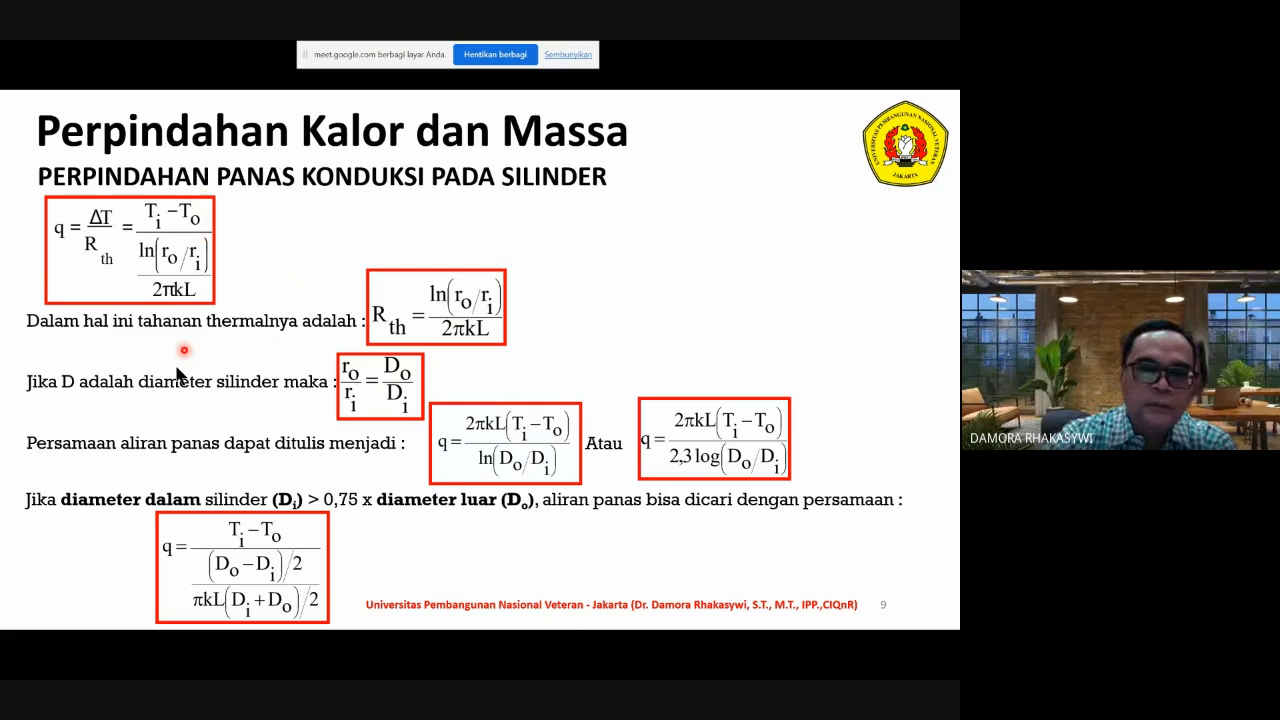 meet.google.com berbagi layar Anda. Hentikan berbagi Sembunyikan
Perpindahan Kalor dan Massa
PERPINDAHAN PANAS KONDUKSI PADA SILINDER
UNIVERSITAS PEMBANGUNAN NASIONAL VETERAN
JAKARTA
q = ΔT / R_th = (T_i − T_o) / (ln(r_o/r_i) / 2πkL)
Dalam hal ini tahanan thermalnya adalah : R_th = ln(r_o/r_i) / 2πkL
Jika D adalah diameter silinder maka : r_o/r_i = D_o/D_i
Persamaan aliran panas dapat ditulis menjadi : q = 2πkL(T_i − T_o) / ln(D_o/D_i) Atau q = 2πkL(T_i − T_o) / 2,3 log(D_o/D_i)
Jika diameter dalam silinder (D_i) > 0,75 x diameter luar (D_o), aliran panas bisa dicari dengan persamaan :
q = (T_i − T_o) / ((D_o − D_i)/2 / πkL(D_i + D_o)/2)
Universitas Pembangunan Nasional Veteran - Jakarta (Dr. Damora Rhakasywi, S.T., M.T., IPP.,CIQnR) 9
DAMORA RHAKASYWI